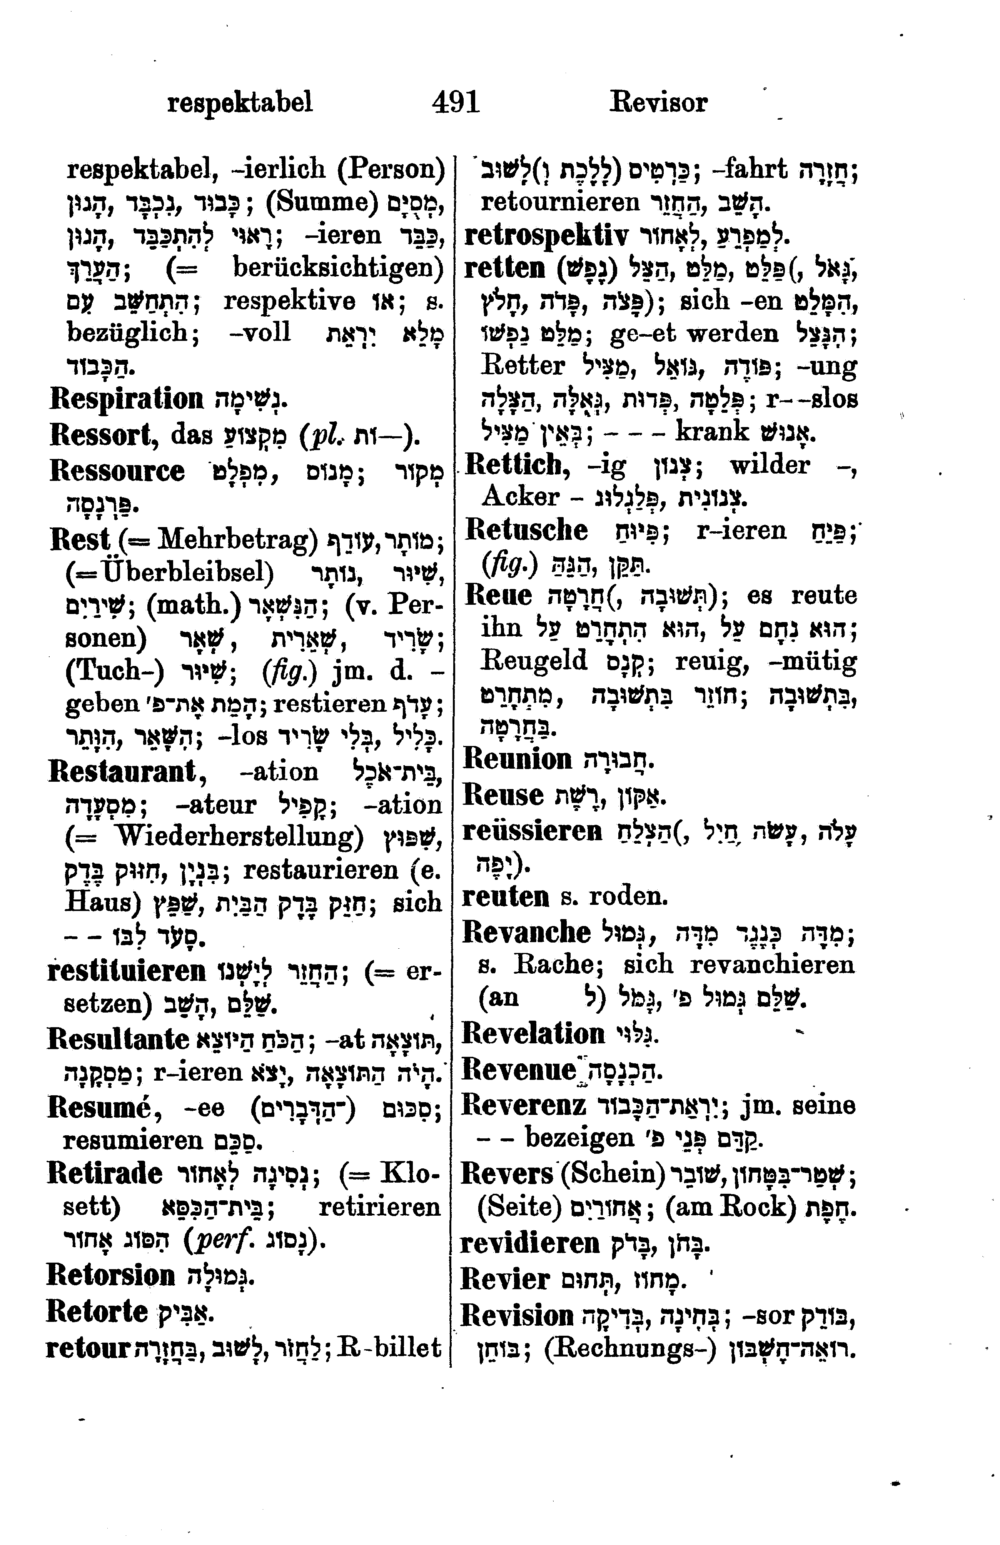 respektabel 491 Revisor
respektabel, -ierlich (Person)
כָּבוּד, נִכְבָּד, הָגוּן; (Summe) מְסֻיָּם,
הָגוּן, רָאוּי לְהִתְכַּבֵּד; -ieren כַּבֵּד,
הַעֲרֵךְ; (= berücksichtigen)
הִתְחַשֵּׁב עִם; respektive אוֹ; s.
bezüglich; -voll מָלֵא יִרְאַת
הַכָּבוֹד.
Respiration נְשִׁימָה.
Ressort, das מִקְצוֹעַ (pl. וֹת—).
Ressource מָקוֹר; מָנוֹס, מִפְלָט
פַּרְנָסָה.
Rest (= Mehrbetrag) מוֹתָר, עוֹדֵף;
(= Überbleibsel) שִׁיּוּר, נוֹתָר,
שִׁירַיִם; (math.) הַנִּשְׁאָר; (v. Per-
sonen) שָׂרִיד, שְׁאֵרִית, שְׁאָר;
(Tuch-) שִׁיּוּר; (fig.) jm. d. -
geben הָמֵת אֶת־פ׳; restieren עָדֹף;
הִשָּׁאֵר, הִוָּתֵר; -los כָּלִיל, בְּלִי שָׂרִיד.
Restaurant, -ation בֵּית־אֹכֶל,
מִסְעָדָה; -ateur קָפִיל; -ation
(= Wiederherstellung) שִׁפּוּץ,
בִּנְיָן, חִזּוּק בֶּדֶק; restaurieren (e.
Haus) חַזֵּק בֶּדֶק הַבַּיִת, שַׁפֵּץ; sich
- - סָעֹד לִבּוֹ.
restituieren הַחֲזֵר לְיָשְׁנוֹ; (= er-
setzen) שַׁלֵּם, הָשֵׁב.
Resultante הַכֹּחַ הַיּוֹצֵא; -at תּוֹצָאָה,
מַסְקָנָה; r-ieren הָיֹה הַתּוֹצָאָה, יָצֹא.
Resumé, -ee סִכּוּם (־הַדְּבָרִים);
resumieren סַכֵּם.
Retirade נְסִיגָה לְאָחוֹר; (= Klo-
sett) בֵּית־הַכִּסֵּא; retirieren
הִסּוֹג אָחוֹר (perf. נָסוֹג).
Retorsion גְּמוּלָה.
Retorte אַבִּיק.
retour בַּחֲזָרָה, לָשׁוּב, לַחֲזֹר; R-billet
כַּרְטִיס (לָלֶכֶת וְ)לָשׁוּב; -fahrt חֲזָרָה;
retournieren הָשֵׁב, הַחֲזֵר.
retrospektiv לְמַפְרֵעַ, לְאָחוֹר.
retten (נֶפֶשׁ) הַצֵּל, מַלֵּט, פַּלֵּט, (גָּאֹל,
פָּצֹה, פָּדֹה, חָלֹץ); sich -en הִמָּלֵט,
מַלֵּט נַפְשׁוֹ; ge-et werden הִנָּצֵל;
Retter מַצִּיל, גּוֹאֵל, פּוֹדֶה; -ung
הַצָּלָה, גְּאֻלָּה, פְּדוּת, פְּלֵטָה; r--slos
בְּאֵין מַצִּיל; - - - krank אָנוּשׁ.
Rettich, -ig צְנוֹן; wilder -,
Acker - צְנוֹנִית, פְּלַגְלוּג.
Retusche פִּיּוּחַ; r-ieren פַּיֵּחַ;
(fig.) תַּקֵּן, הַגֵּהַּ.
Reue חֲרָטָה (, תְּשׁוּבָה); es reute
ihn הוּא נִחַם עַל, הוּא הִתְחָרֵט עַל;
Reugeld קְנָס; reuig, -mütig
בִּתְשׁוּבָה; חוֹזֵר בִּתְשׁוּבָה, מִתְחָרֵט,
בַּחֲרָטָה.
Reunion חֲבוּרָה.
Reuse אָקוֹן, רֶשֶׁת.
reüssieren הַצְלֵחַ (, עָלֹה, עָשֹׂה חַיִל
יָפֶה).
reuten s. roden.
Revanche מִדָּה כְּנֶגֶד מִדָּה, גְּמוּל;
s. Rache; sich revanchieren
(an ל) שַׁלֵּם גְּמוּל פ׳, גָּמֹל (ל.
Revelation גִּלּוּי.
Revenue הַכְנָסָה.
Reverenz יִרְאַת־הַכָּבוֹד; jm. seine
- - bezeigen קַדֵּם פְּנֵי פ׳.
Revers (Schein) שְׁטַר־בִּטָּחוֹן, שׁוֹבָר;
(Seite) אֲחוֹרַיִם; (am Rock) חֶפֶת.
revidieren בָּחֹן, בָּדֹק.
Revier מָחוֹז, תְּחוּם.
Revision בְּחִינָה, בְּדִיקָה; -sor בּוֹדֵק,
בּוֹחֵן; (Rechnungs-) רוֹאֵה־חֶשְׁבּוֹן.